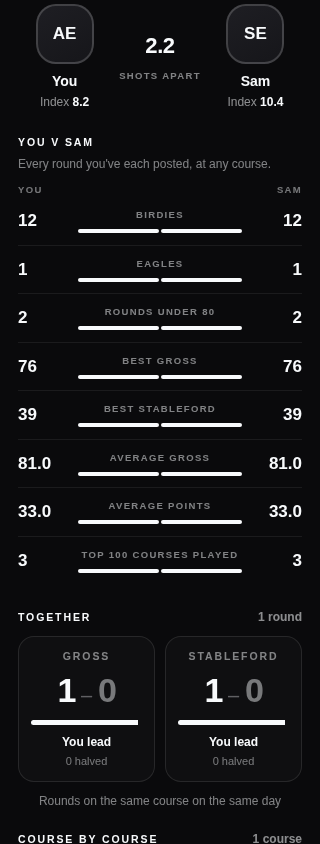 AE
SE
2.2
SHOTS APART
You
Sam
Index 8.2
Index 10.4
YOU V SAM
Every round you've posted, at any course.
YOU
SAM
12 BIRDIES 12
1 EAGLES 1
2 ROUNDS UNDER 80 2
76 BEST GROSS 76
39 BEST STABLEFORD 39
81.0 AVERAGE GROSS 81.0
33.0 AVERAGE POINTS 33.0
3 TOP 100 COURSES PLAYED 3
TOGETHER 1 round
GROSS
1 – 0
You lead
0 halved
STABLEFORD
1 – 0
You lead
0 halved
Rounds on the same course on the same day
COURSE BY COURSE 1 course